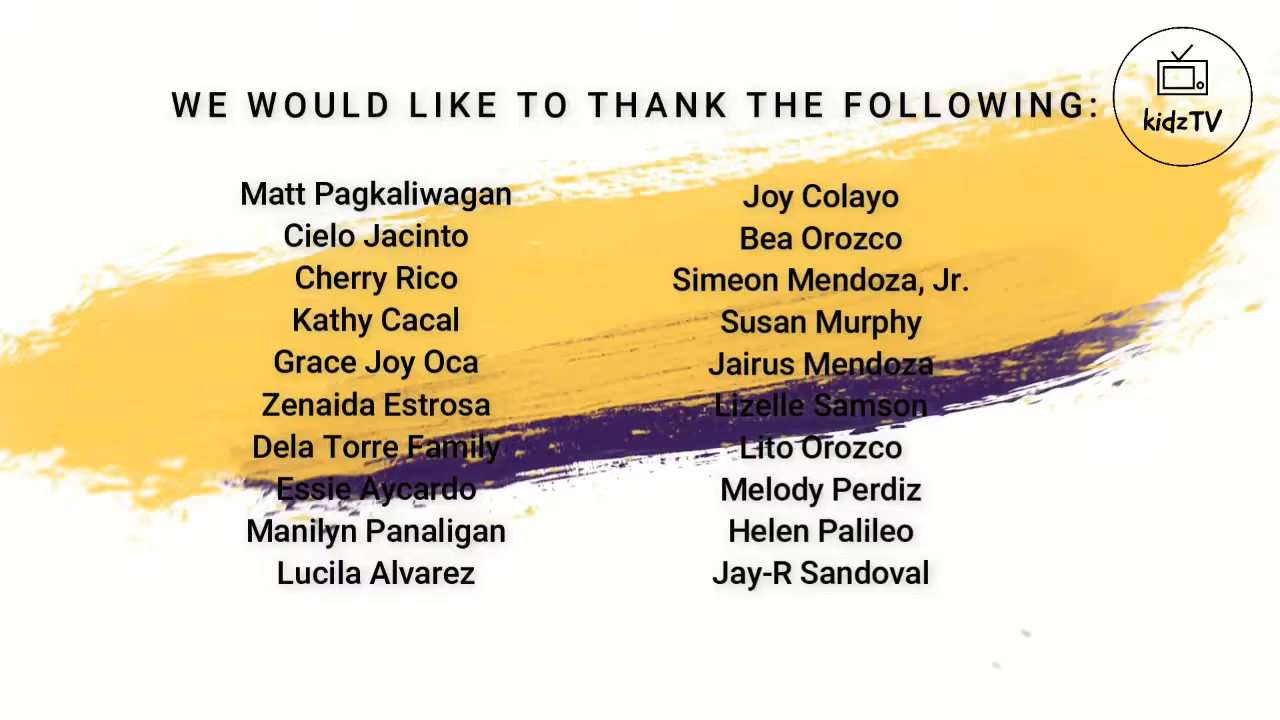 WE WOULD LIKE TO THANK THE FOLLOWING:
kidzTV
Matt Pagkaliwagan
Cielo Jacinto
Cherry Rico
Kathy Cacal
Grace Joy Oca
Zenaida Estrosa
Dela Torre Family
Essie Aycardo
Manilyn Panaligan
Lucila Alvarez
Joy Colayo
Bea Orozco
Simeon Mendoza, Jr.
Susan Murphy
Jairus Mendoza
Lizelle Samson
Lito Orozco
Melody Perdiz
Helen Palileo
Jay-R Sandoval